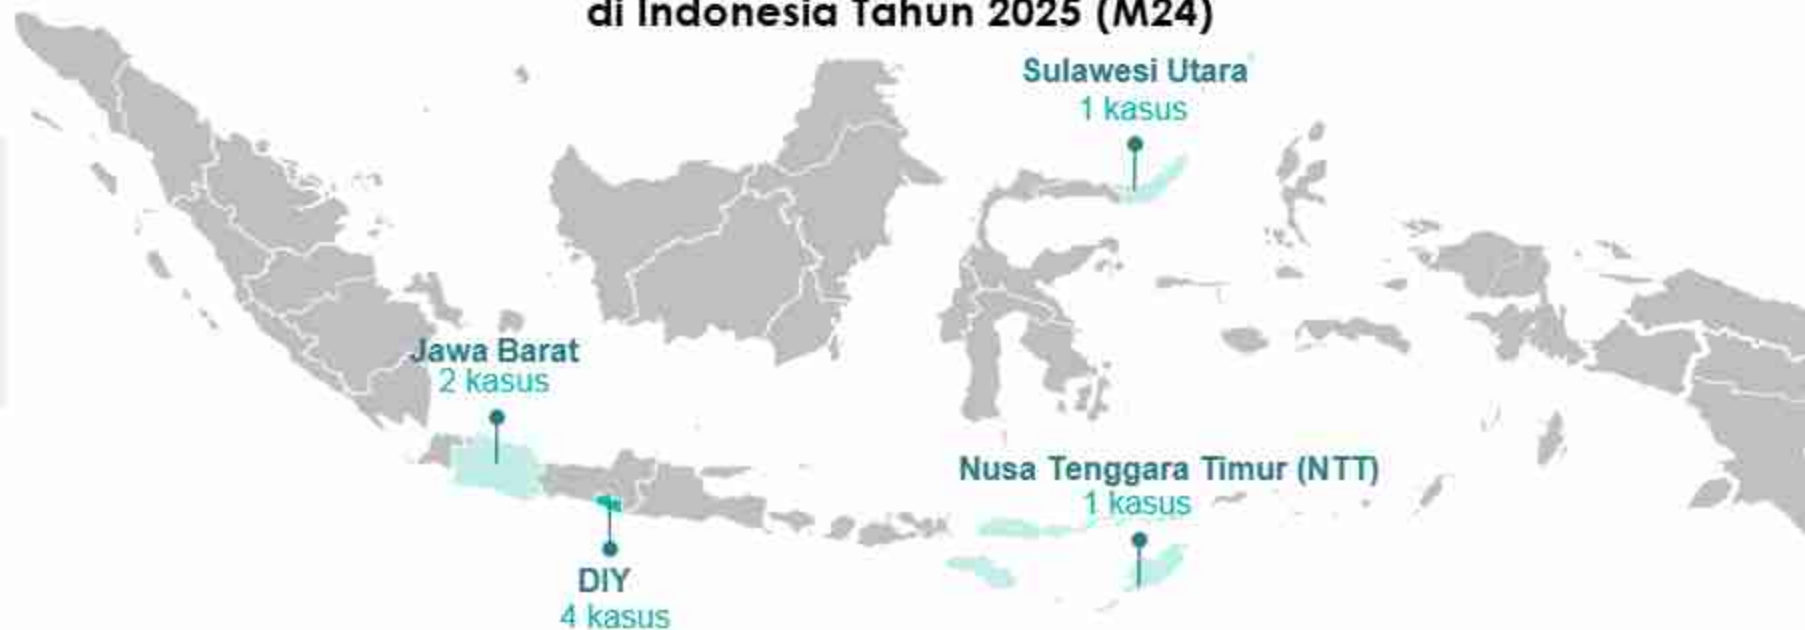 di Indonesia Tahun 2025 (M24)
Sulawesi Utara
1 kasus
Jawa Barat
2 kasus
Nusa Tenggara Timur (NTT)
1 kasus
DIY
4 kasus